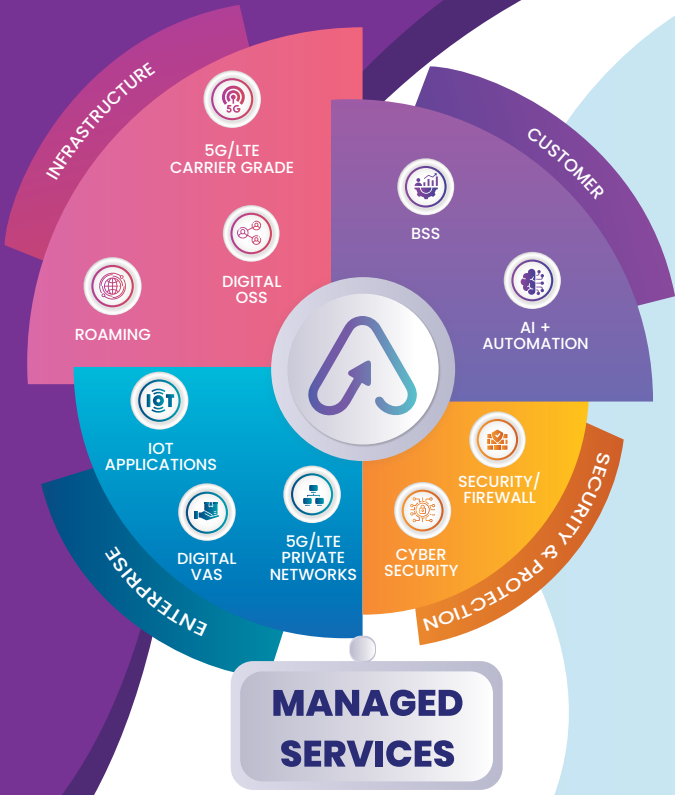 INFRASTRUCTURE
5G
5G/LTE
CARRIER GRADE
DIGITAL
OSS
ROAMING
CUSTOMER
BSS
AI +
AUTOMATION
IOT
IOT
APPLICATIONS
DIGITAL
VAS
5G/LTE
PRIVATE
NETWORKS
ENTERPRISE
SECURITY/
FIREWALL
CYBER
SECURITY
SECURITY & PROTECTION
MANAGED
SERVICES